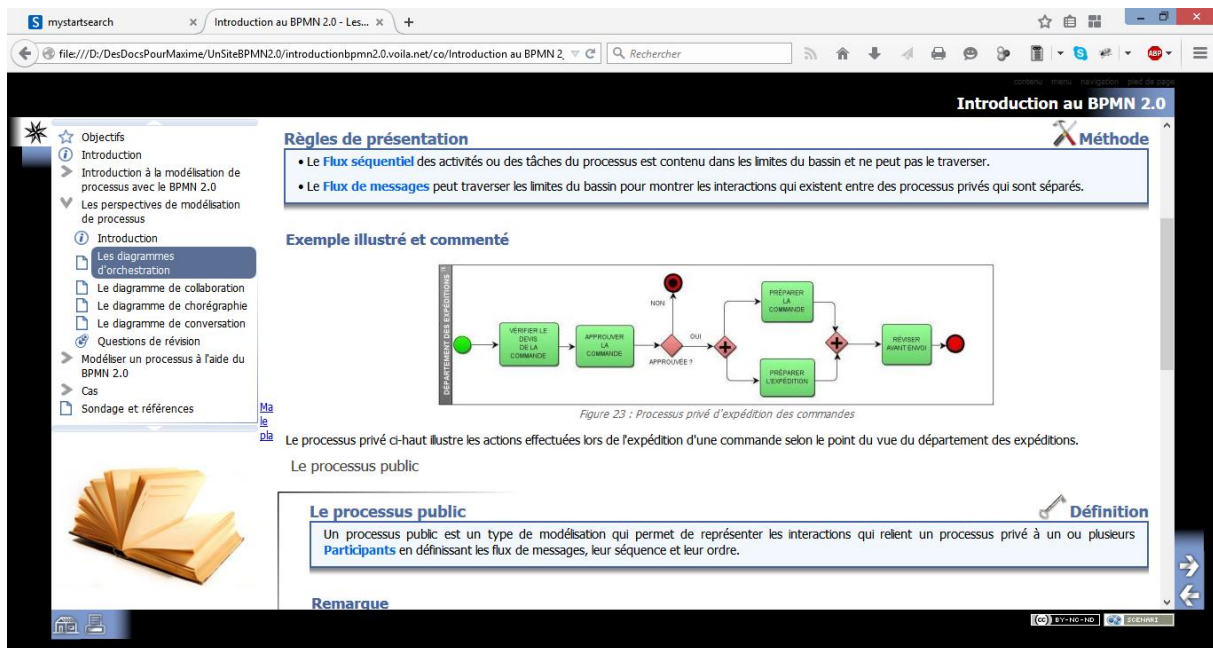 mystartsearch
Introduction au BPMN 2.0 - Les...
file:///D:/DesDocsPourMaxime/UnSiteBPMN2.0/introductionbpmn2.0.voila.net/co/Introduction au BPMN 2
Rechercher
ABP
contenu menu navigation pied de page
Introduction au BPMN 2.0
Objectifs
Introduction
Introduction à la modélisation de
processus avec le BPMN 2.0
Les perspectives de modélisation
de processus
Introduction
Les diagrammes
d'orchestration
Le diagramme de collaboration
Le diagramme de chorégraphie
Le diagramme de conversation
Questions de révision
Modéliser un processus à l'aide du
BPMN 2.0
Cas
Sondage et références
Ma
le
pla
Règles de présentation
Méthode
• Le Flux séquentiel des activités ou des tâches du processus est contenu dans les limites du bassin et ne peut pas le traverser.
• Le Flux de messages peut traverser les limites du bassin pour montrer les interactions qui existent entre des processus privés qui sont séparés.
Exemple illustré et commenté
DÉPARTEMENT DES EXPÉDITIONS
VÉRIFIER LE
DEVIS
DE LA
COMMANDE
APPROUVER
LA
COMMANDE
NON
APPROUVÉE ?
OUI
PRÉPARER
LA
COMMANDE
PRÉPARER
L'EXPÉDITION
RÉVISER
AVANT ENVOI
Figure 23 : Processus privé d'expédition des commandes
Le processus privé ci-haut illustre les actions effectuées lors de l'expédition d'une commande selon le point du vue du département des expéditions.
Le processus public
Le processus public
Définition
Un processus public est un type de modélisation qui permet de représenter les interactions qui relient un processus privé à un ou plusieurs
Participants en définissant les flux de messages, leur séquence et leur ordre.
Remarque
(cc) BY-NC-ND
SCENARI